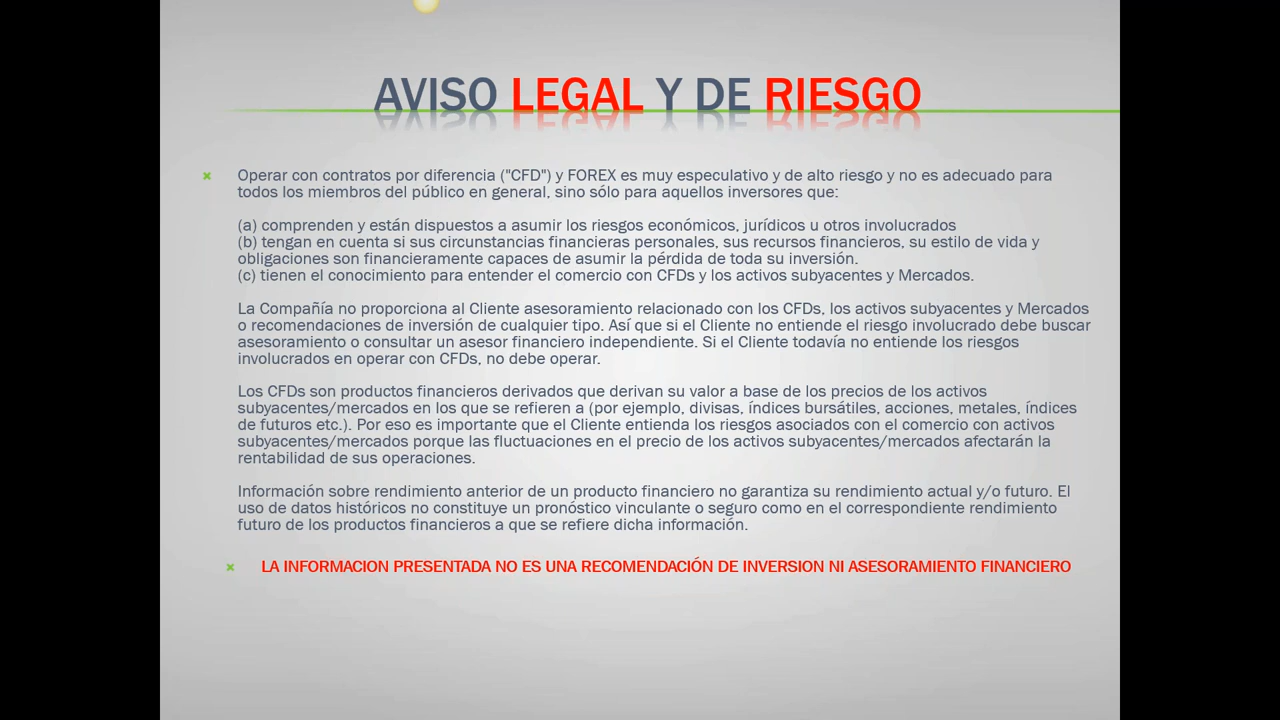 AVISO LEGAL Y DE RIESGO
Operar con contratos por diferencia ("CFD") y FOREX es muy especulativo y de alto riesgo y no es adecuado para
todos los miembros del público en general, sino sólo para aquellos inversores que:
(a) comprenden y están dispuestos a asumir los riesgos económicos, jurídicos u otros involucrados
(b) tengan en cuenta si sus circunstancias financieras personales, sus recursos financieros, su estilo de vida y
obligaciones son financieramente capaces de asumir la pérdida de toda su inversión.
(c) tienen el conocimiento para entender el comercio con CFDs y los activos subyacentes y Mercados.
La Compañía no proporciona al Cliente asesoramiento relacionado con los CFDs, los activos subyacentes y Mercados
o recomendaciones de inversión de cualquier tipo. Así que si el Cliente no entiende el riesgo involucrado debe buscar
asesoramiento o consultar un asesor financiero independiente. Si el Cliente todavía no entiende los riesgos
involucrados en operar con CFDs, no debe operar.
Los CFDs son productos financieros derivados que derivan su valor a base de los precios de los activos
subyacentes/mercados en los que se refieren a (por ejemplo, divisas, índices bursátiles, acciones, metales, índices
de futuros etc.). Por eso es importante que el Cliente entienda los riesgos asociados con el comercio con activos
subyacentes/mercados porque las fluctuaciones en el precio de los activos subyacentes/mercados afectarán la
rentabilidad de sus operaciones.
Información sobre rendimiento anterior de un producto financiero no garantiza su rendimiento actual y/o futuro. El
uso de datos históricos no constituye un pronóstico vinculante o seguro como en el correspondiente rendimiento
futuro de los productos financieros a que se refiere dicha información.
LA INFORMACION PRESENTADA NO ES UNA RECOMENDACIÓN DE INVERSION NI ASESORAMIENTO FINANCIERO